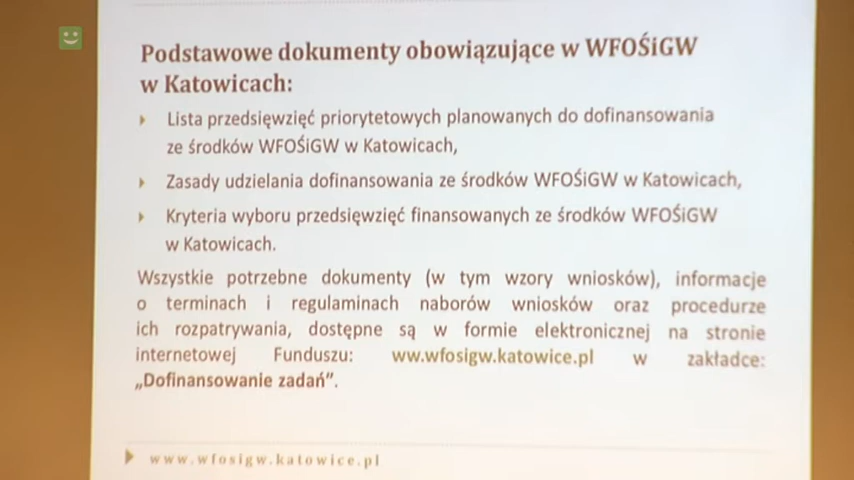 Podstawowe dokumenty obowiązujące w WFOŚiGW
w Katowicach:
Lista przedsięwzięć priorytetowych planowanych do dofinansowania
ze środków WFOŚiGW w Katowicach,
Zasady udzielania dofinansowania ze środków WFOŚiGW w Katowicach,
Kryteria wyboru przedsięwzięć finansowanych ze środków WFOŚiGW
w Katowicach.
Wszystkie potrzebne dokumenty (w tym wzory wniosków), informacje
o terminach i regulaminach naborów wniosków oraz procedurze
ich rozpatrywania, dostępne są w formie elektronicznej na stronie
internetowej Funduszu: ww.wfosigw.katowice.pl w zakładce:
„Dofinansowanie zadań”.
www.wfosigw.katowice.pl